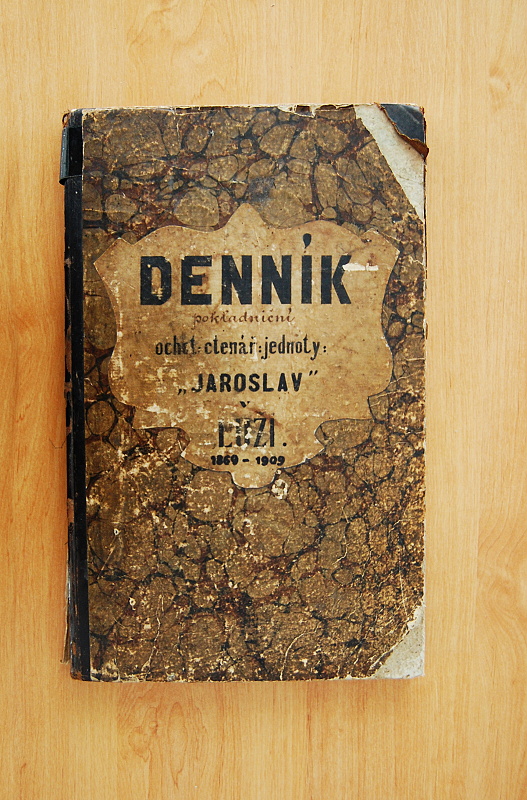 DENNÍK
pokladniční
ochot: čtenář: jednoty:
„JAROSLAV"
v
LUŽI.
1869 - 1909